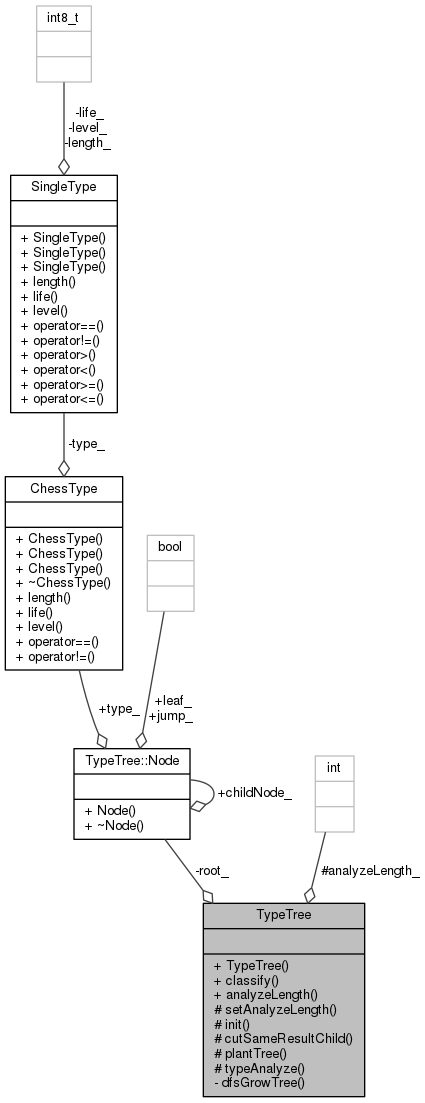 int8_t
-life_
-level_
-length_
SingleType
+ SingleType()
+ SingleType()
+ SingleType()
+ length()
+ life()
+ level()
+ operator==()
+ operator!=()
+ operator>()
+ operator<()
+ operator>=()
+ operator<=()
-type_
ChessType
+ ChessType()
+ ChessType()
+ ChessType()
+ ~ChessType()
+ length()
+ life()
+ level()
+ operator==()
+ operator!=()
bool
+type_
+leaf_
+jump_
TypeTree::Node
+ Node()
+ ~Node()
+childNode_
int
-root_
#analyzeLength_
TypeTree
+ TypeTree()
+ classify()
+ analyzeLength()
# setAnalyzeLength()
# init()
# cutSameResultChild()
# plantTree()
# typeAnalyze()
- dfsGrowTree()